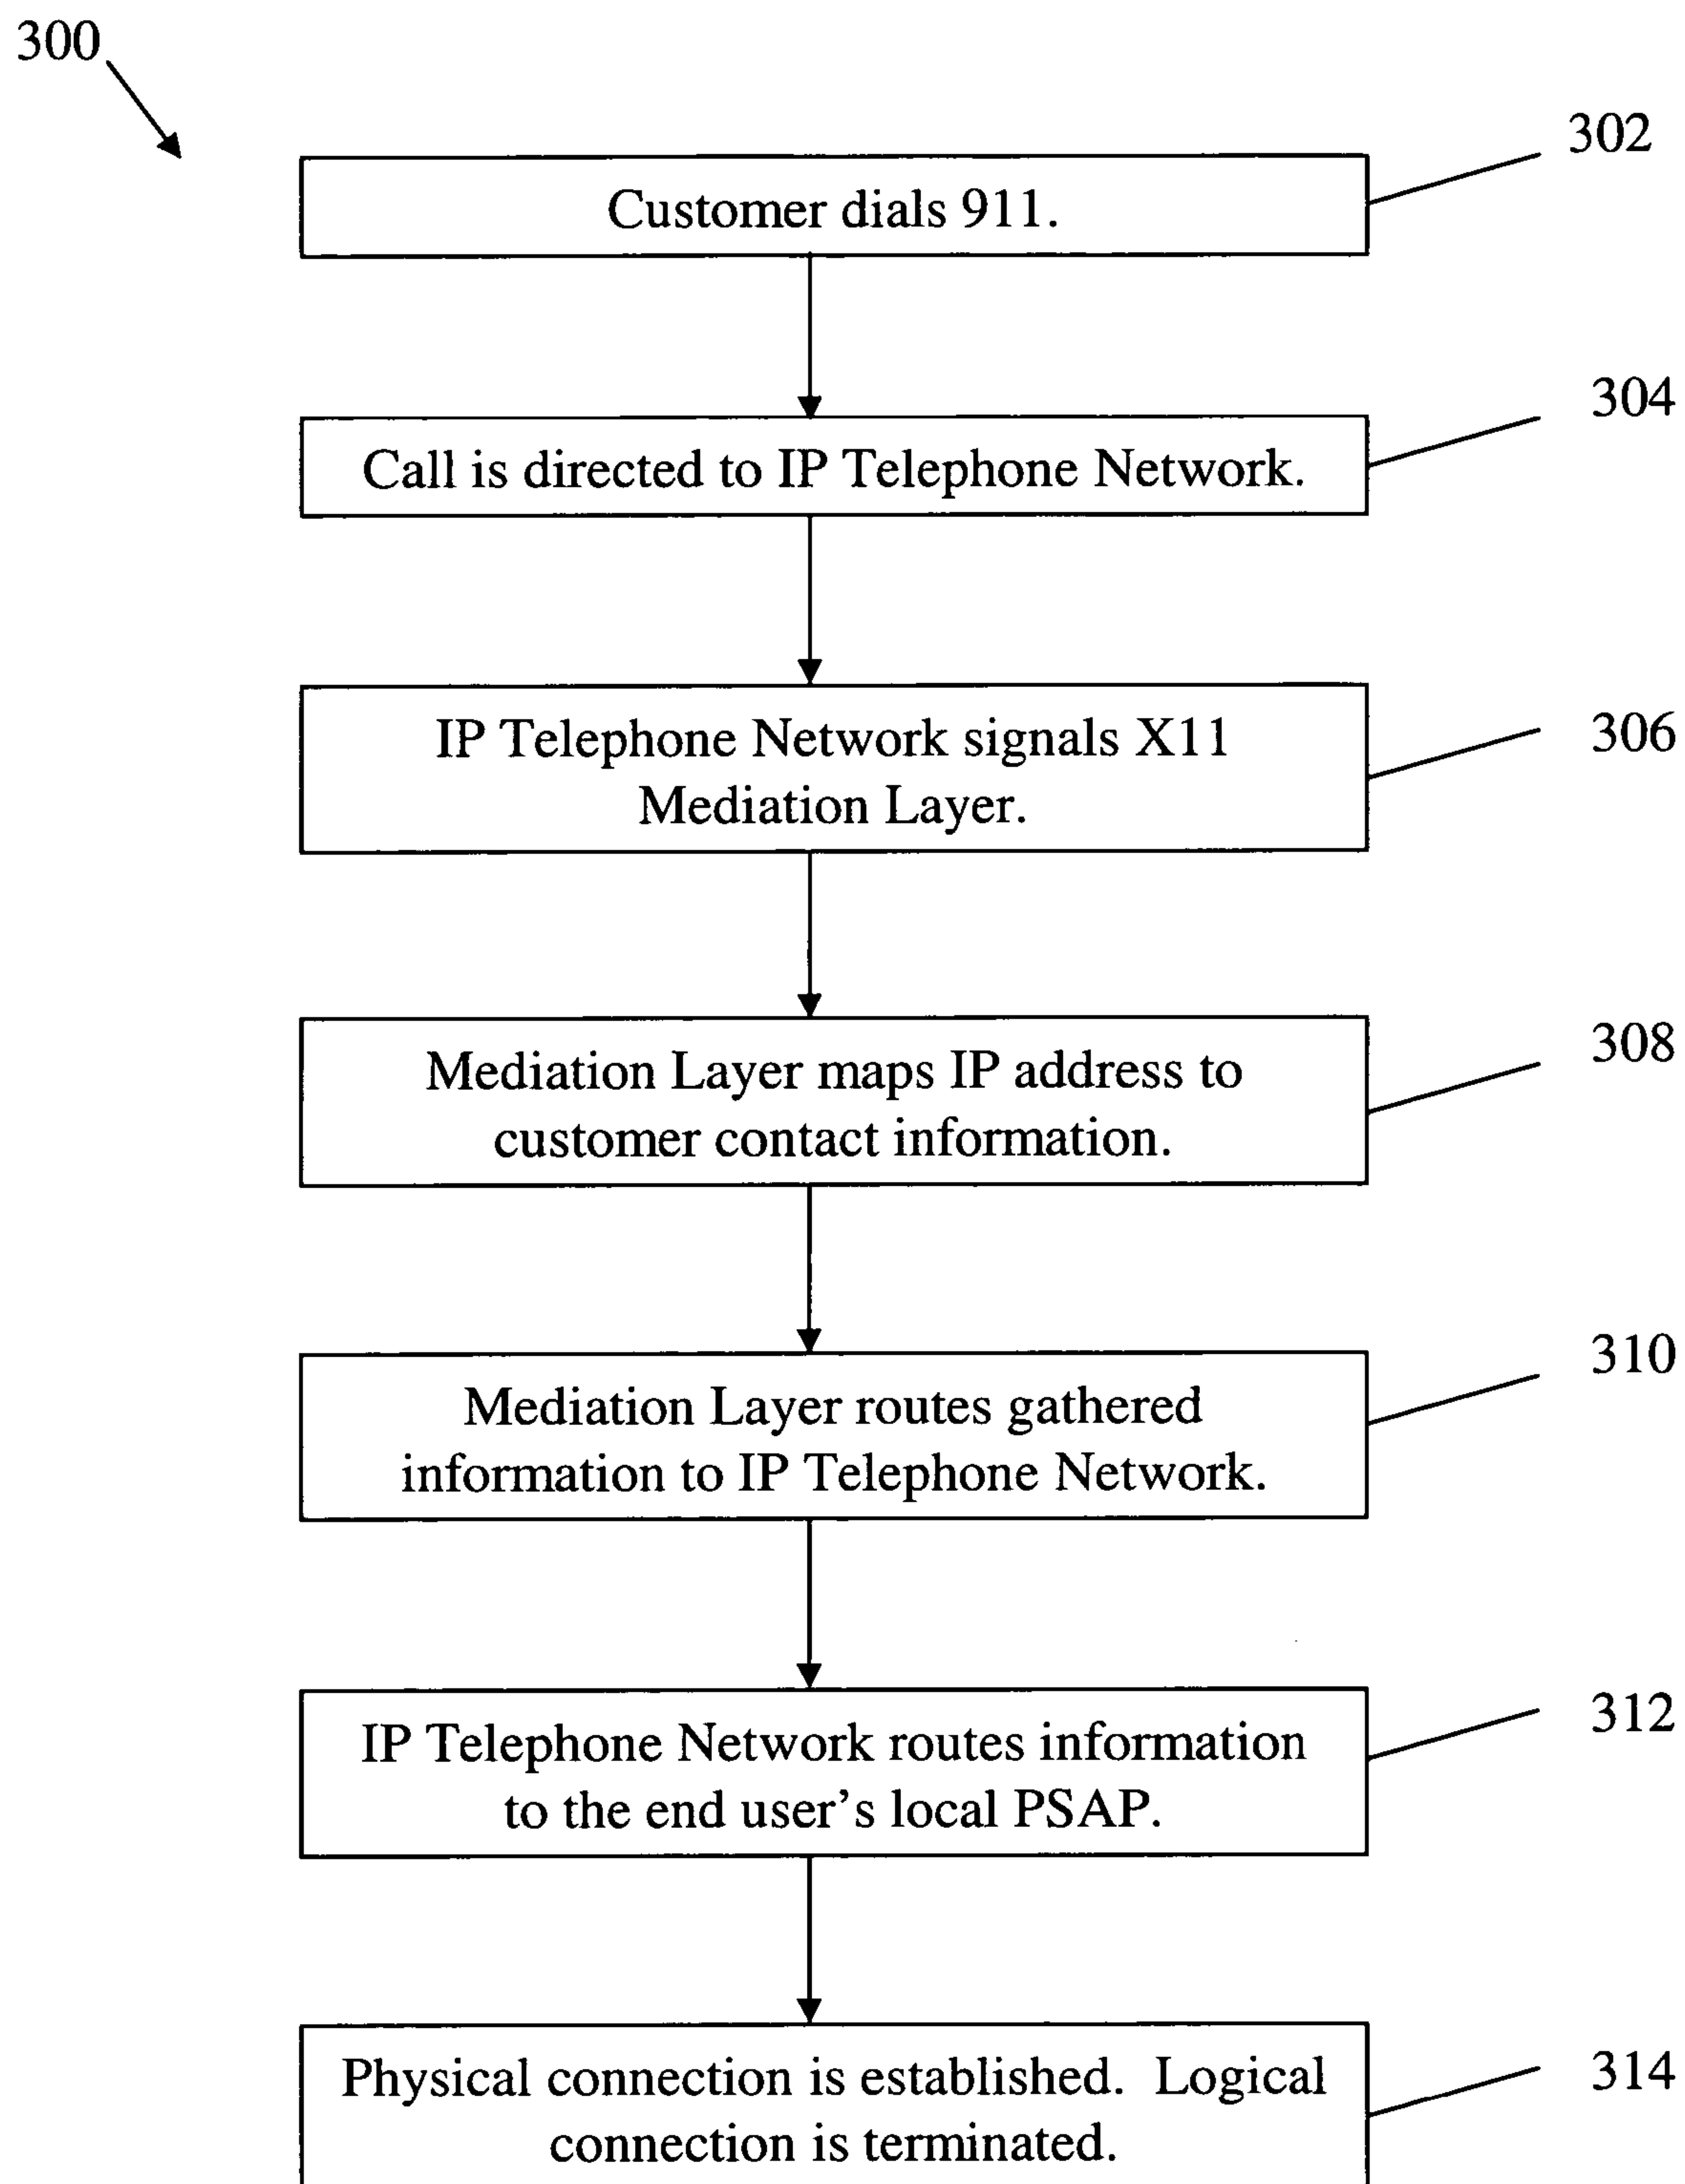 300
302
Customer dials 911.
304
Call is directed to IP Telephone Network.
306
IP Telephone Network signals X11
Mediation Layer.
308
Mediation Layer maps IP address to
customer contact information.
310
Mediation Layer routes gathered
information to IP Telephone Network.
312
IP Telephone Network routes information
to the end user's local PSAP.
314
Physical connection is established.  Logical
connection is terminated.